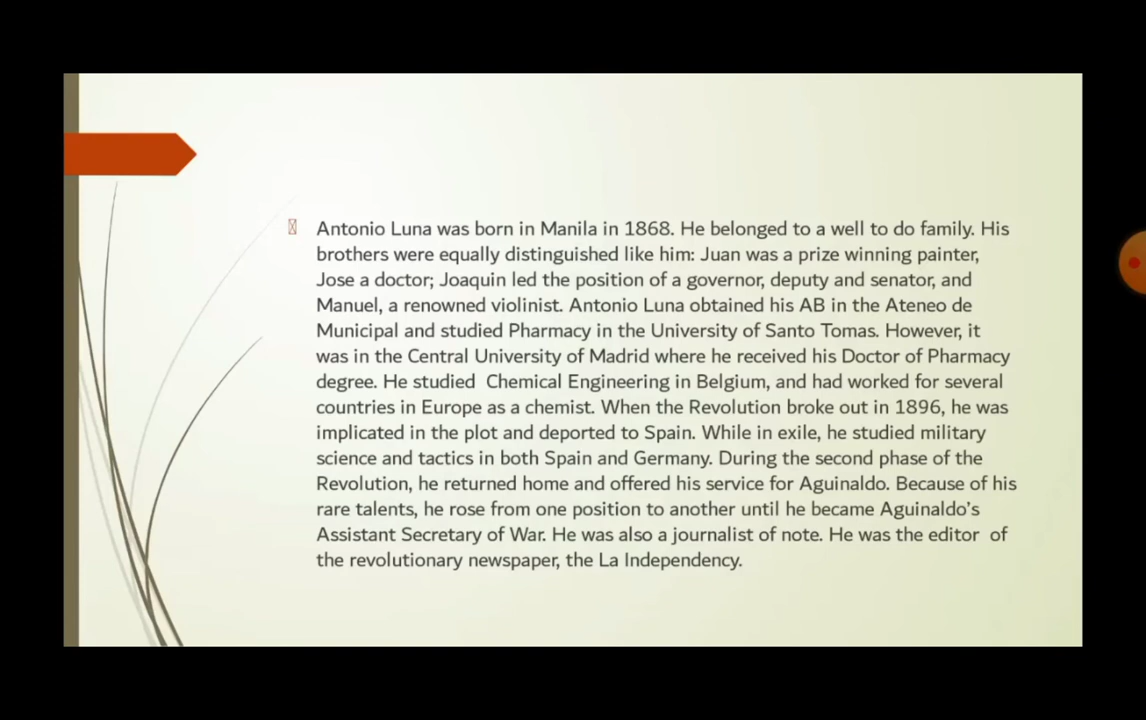 Antonio Luna was born in Manila in 1868. He belonged to a well to do family. His
brothers were equally distinguished like him: Juan was a prize winning painter,
Jose a doctor; Joaquin led the position of a governor, deputy and senator, and
Manuel, a renowned violinist. Antonio Luna obtained his AB in the Ateneo de
Municipal and studied Pharmacy in the University of Santo Tomas. However, it
was in the Central University of Madrid where he received his Doctor of Pharmacy
degree. He studied  Chemical Engineering in Belgium, and had worked for several
countries in Europe as a chemist. When the Revolution broke out in 1896, he was
implicated in the plot and deported to Spain. While in exile, he studied military
science and tactics in both Spain and Germany. During the second phase of the
Revolution, he returned home and offered his service for Aguinaldo. Because of his
rare talents, he rose from one position to another until he became Aguinaldo’s
Assistant Secretary of War. He was also a journalist of note. He was the editor  of
the revolutionary newspaper, the La Independency.